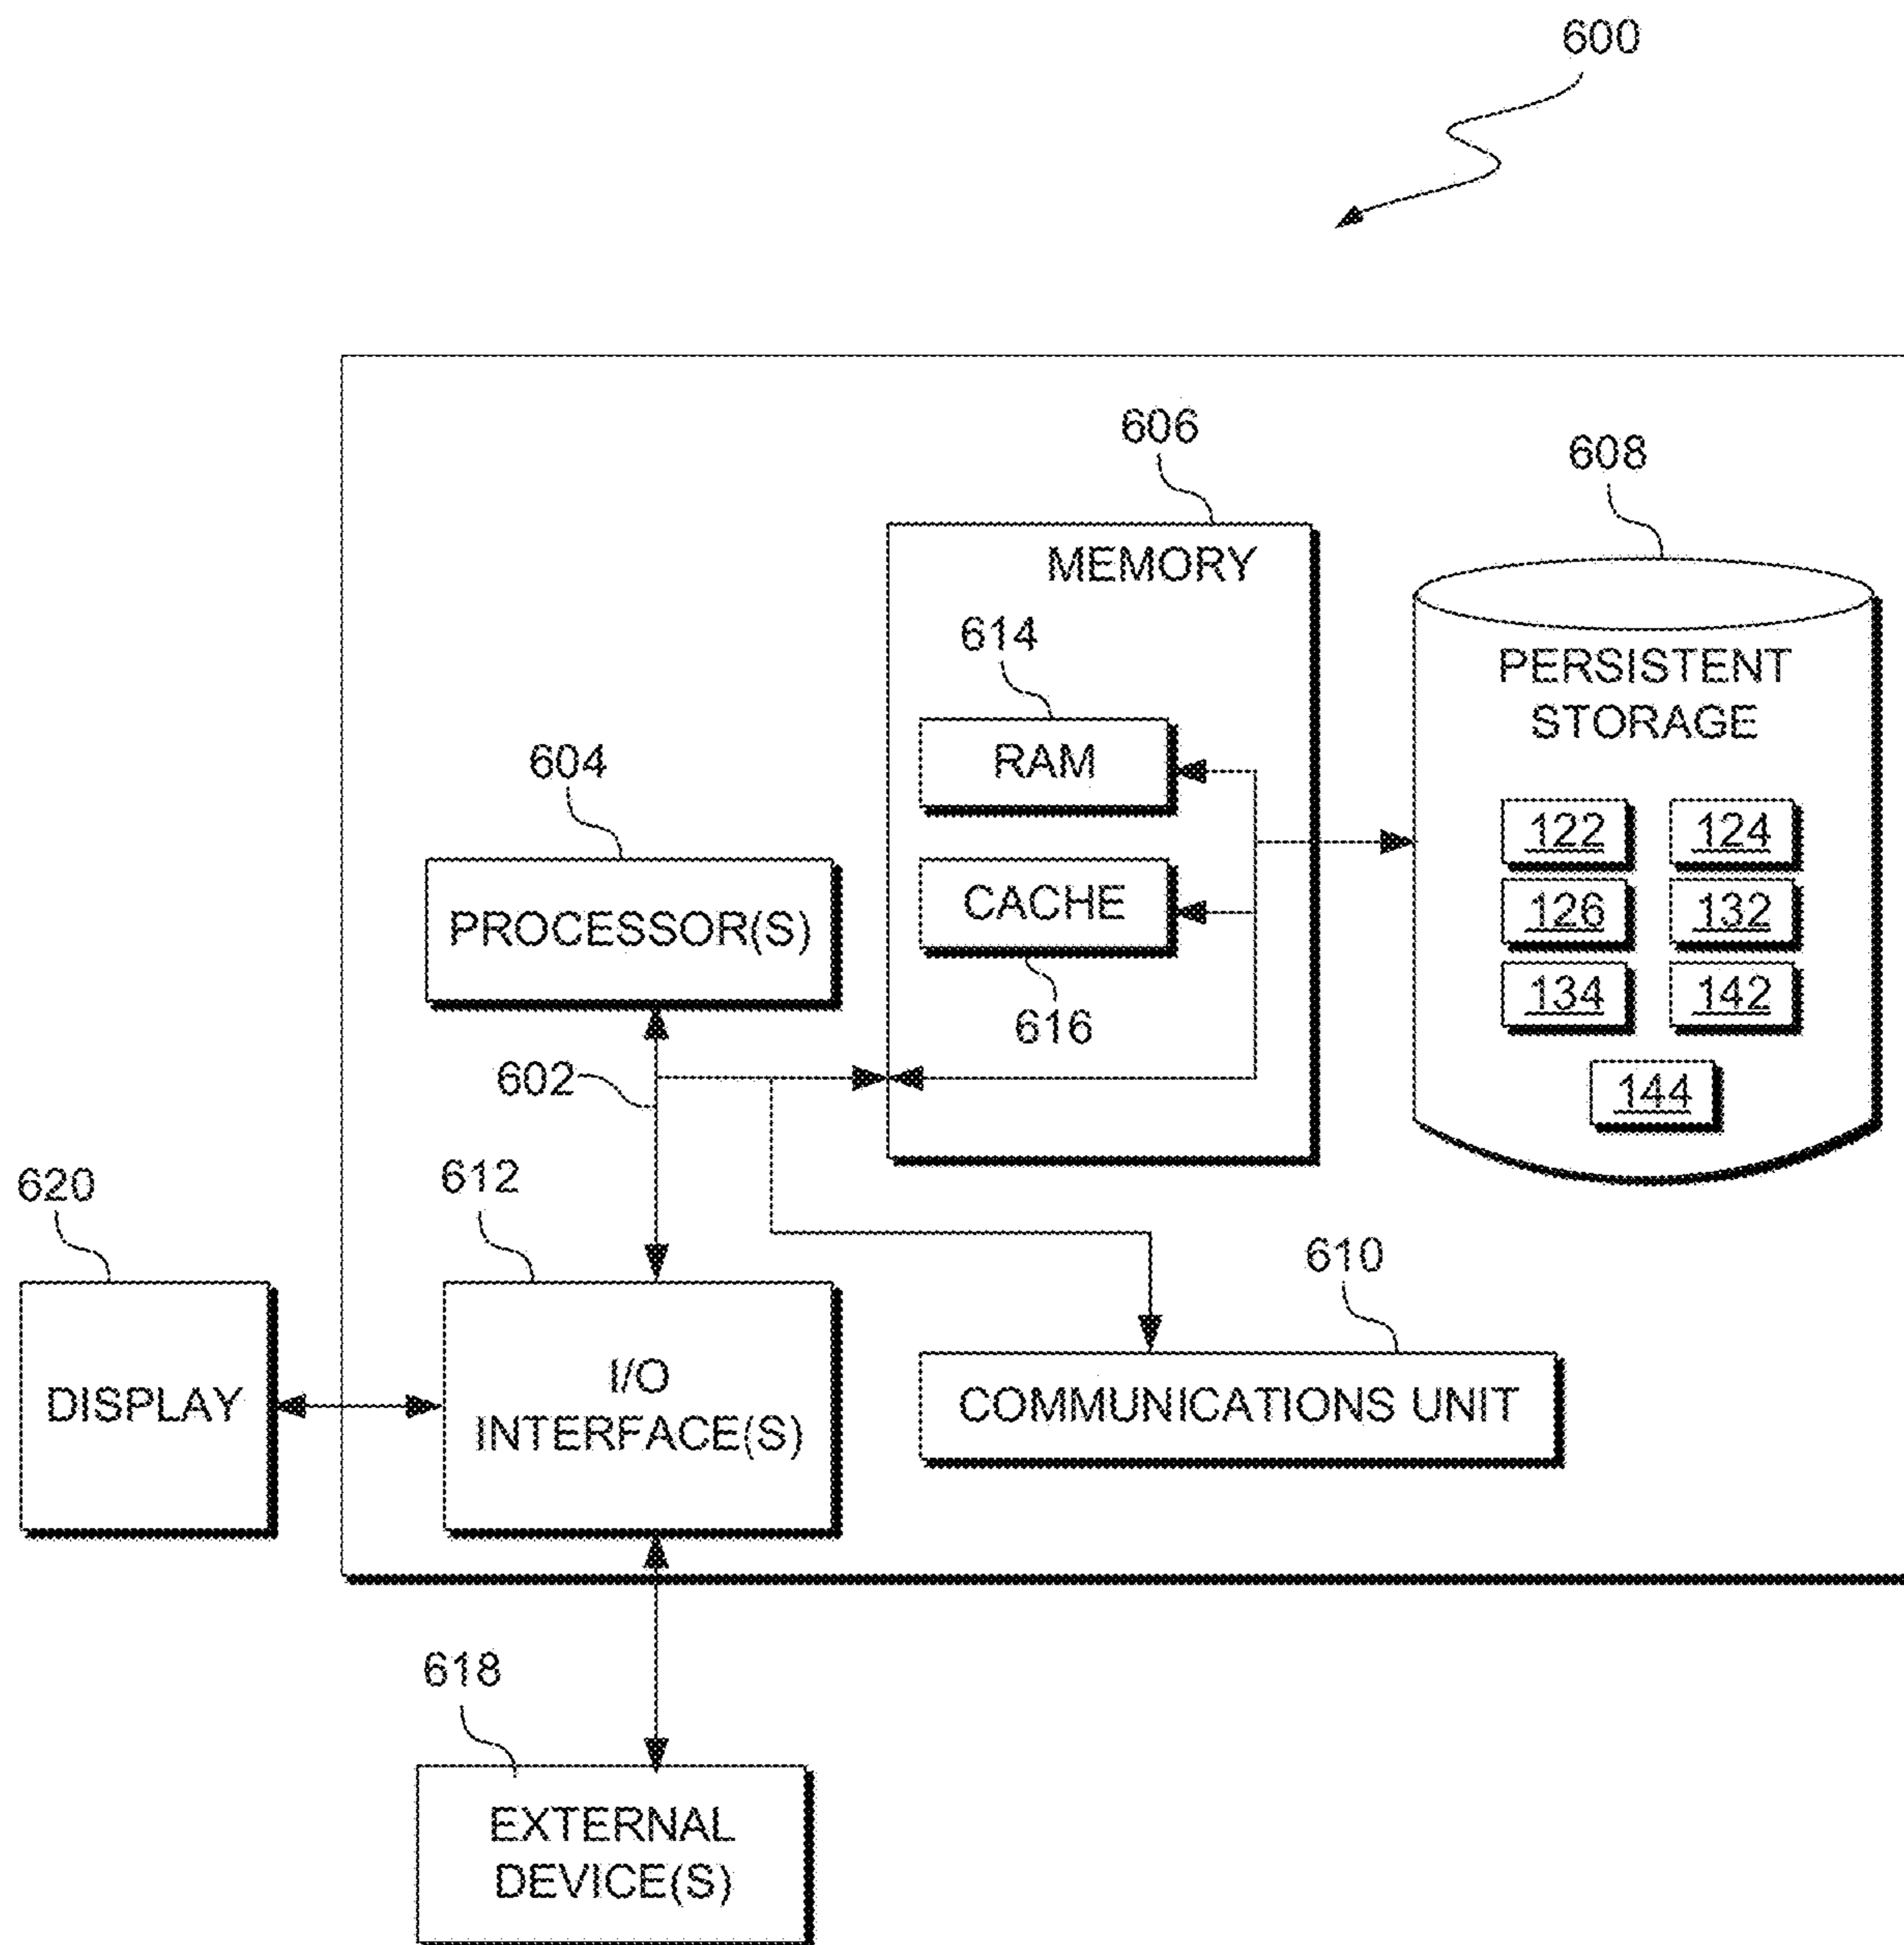 600
606
608
MEMORY
614
PERSISTENT
STORAGE
RAM
604
122
124
CACHE
126
132
PROCESSOR(S)
134
142
616
602
144
620
612
610
I/O
INTERFACE(S)
DISPLAY
COMMUNICATIONS UNIT
618
EXTERNAL
DEVICE(S)